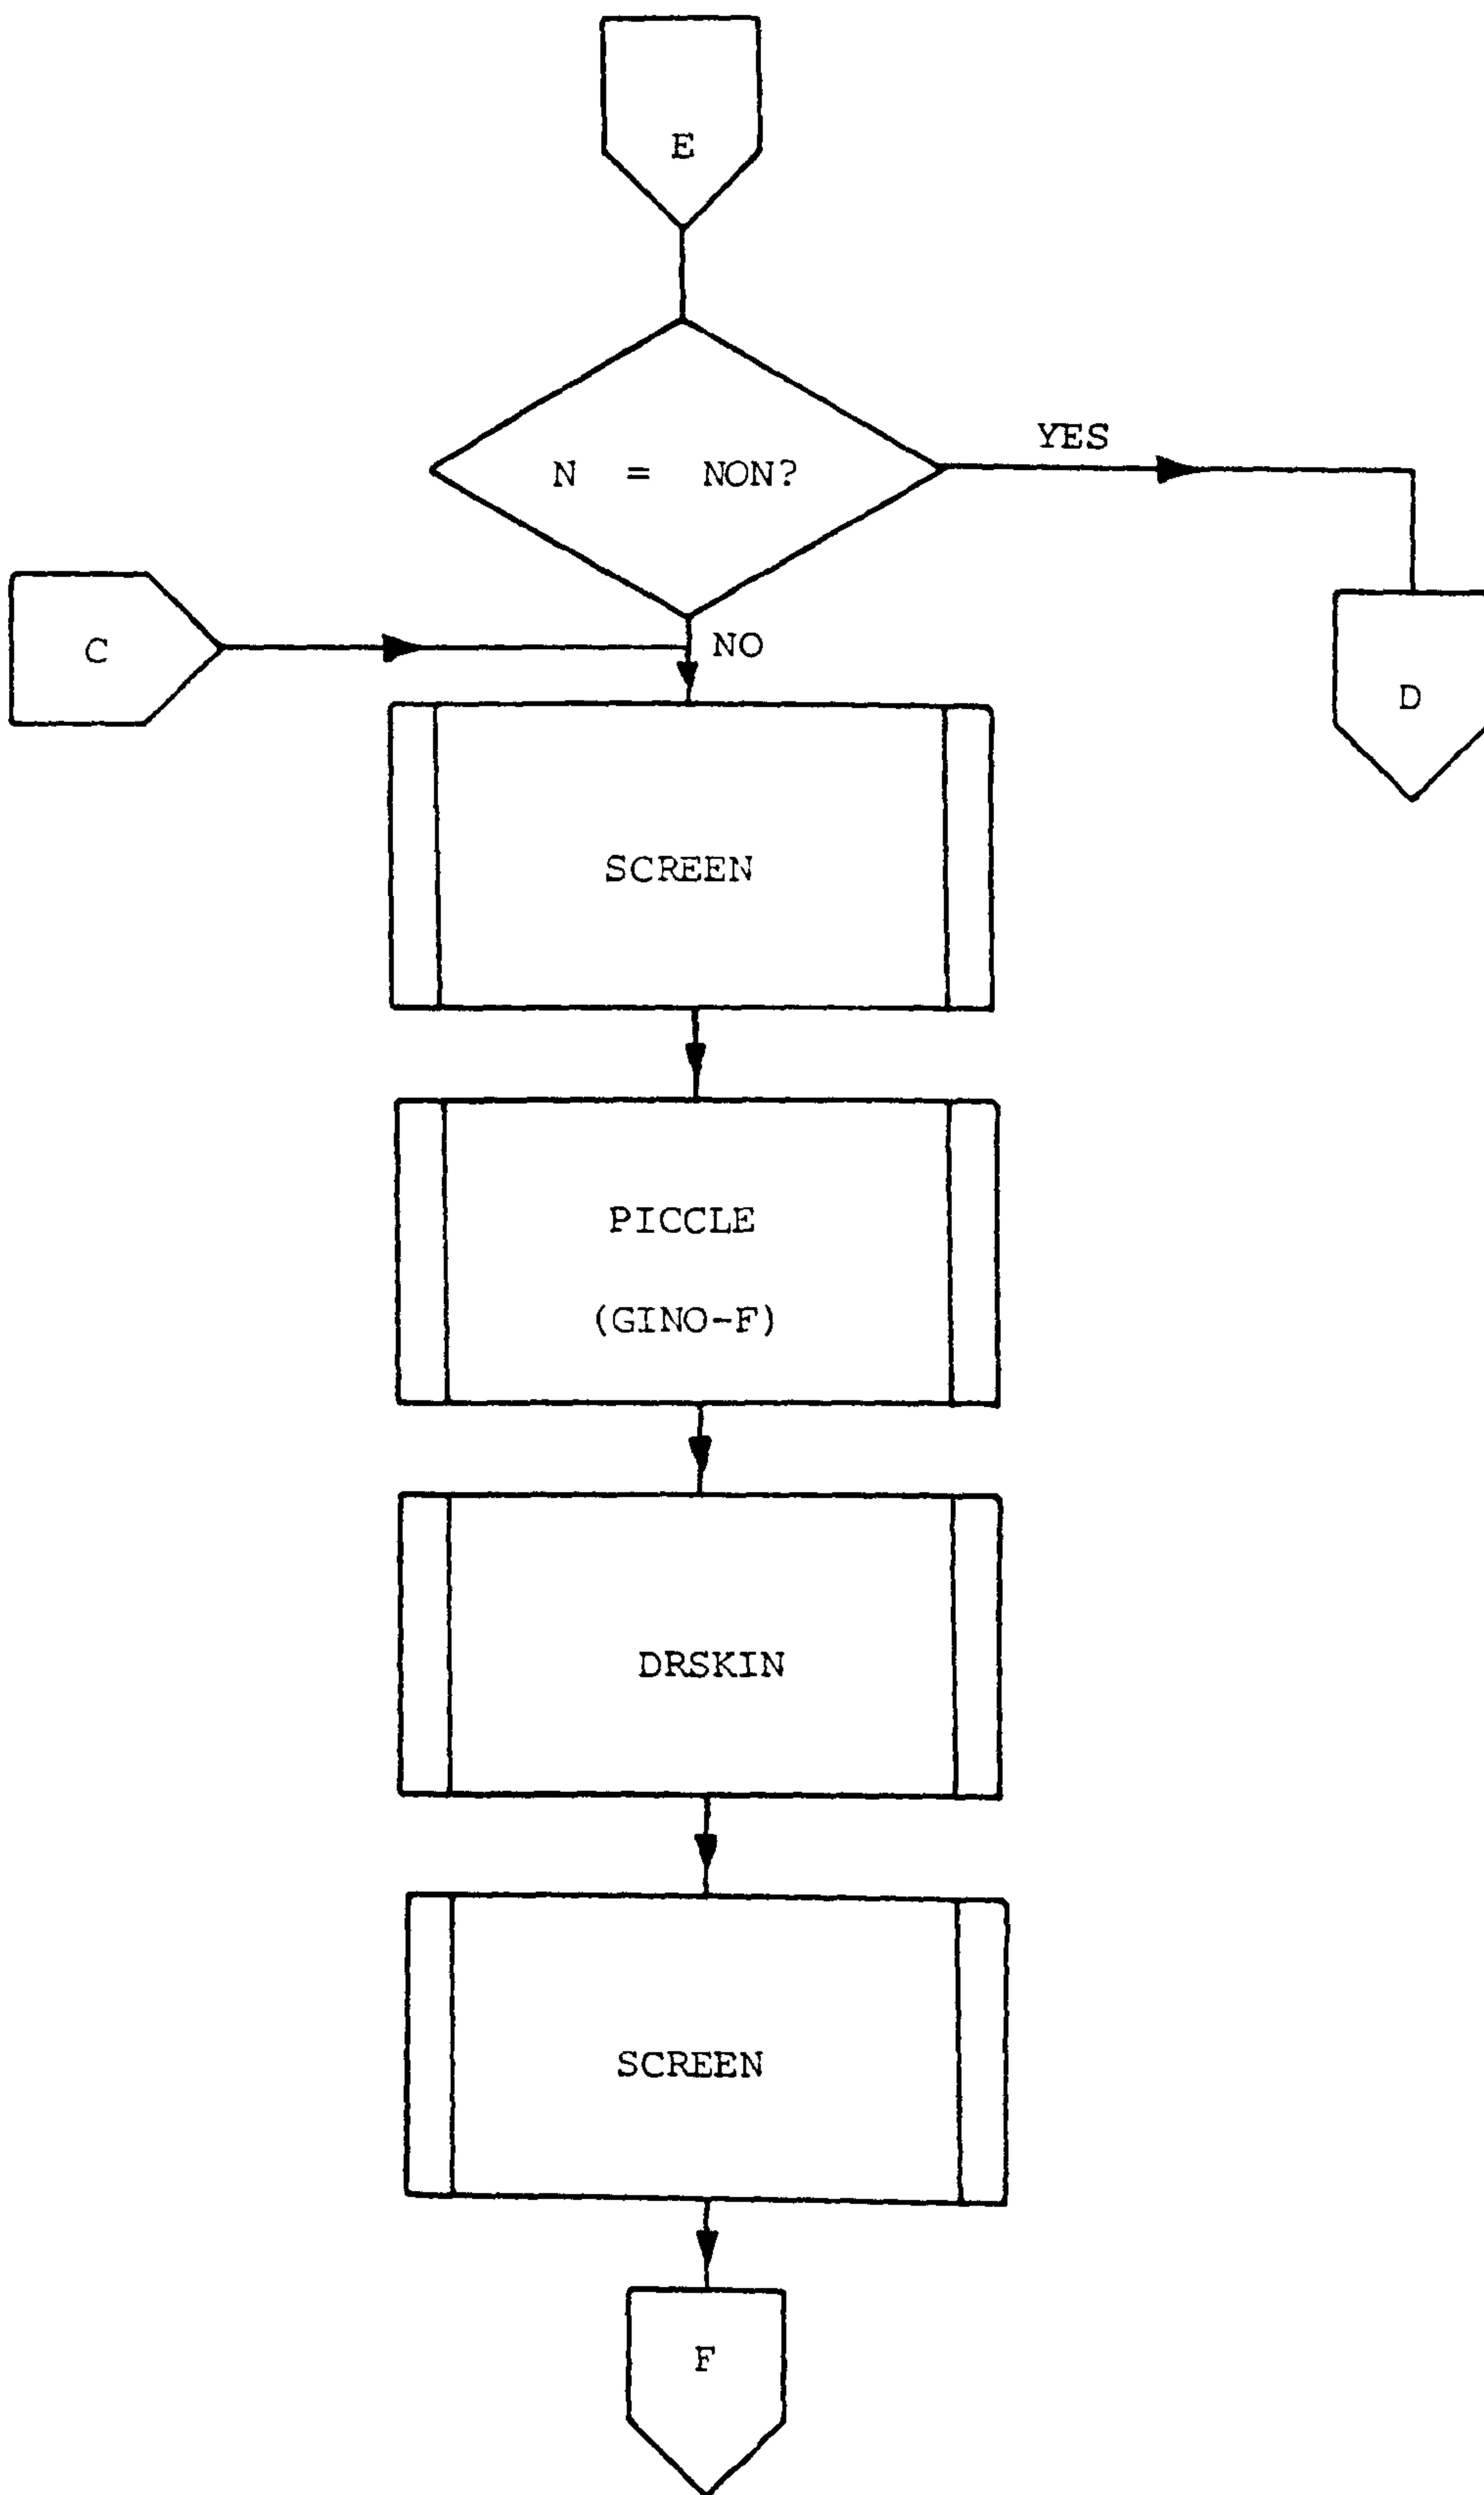 E
YES
N = NON?
C
NO
D
SCREEN
PICCLE
(GINO-F)
DRSKIN
SCREEN
F